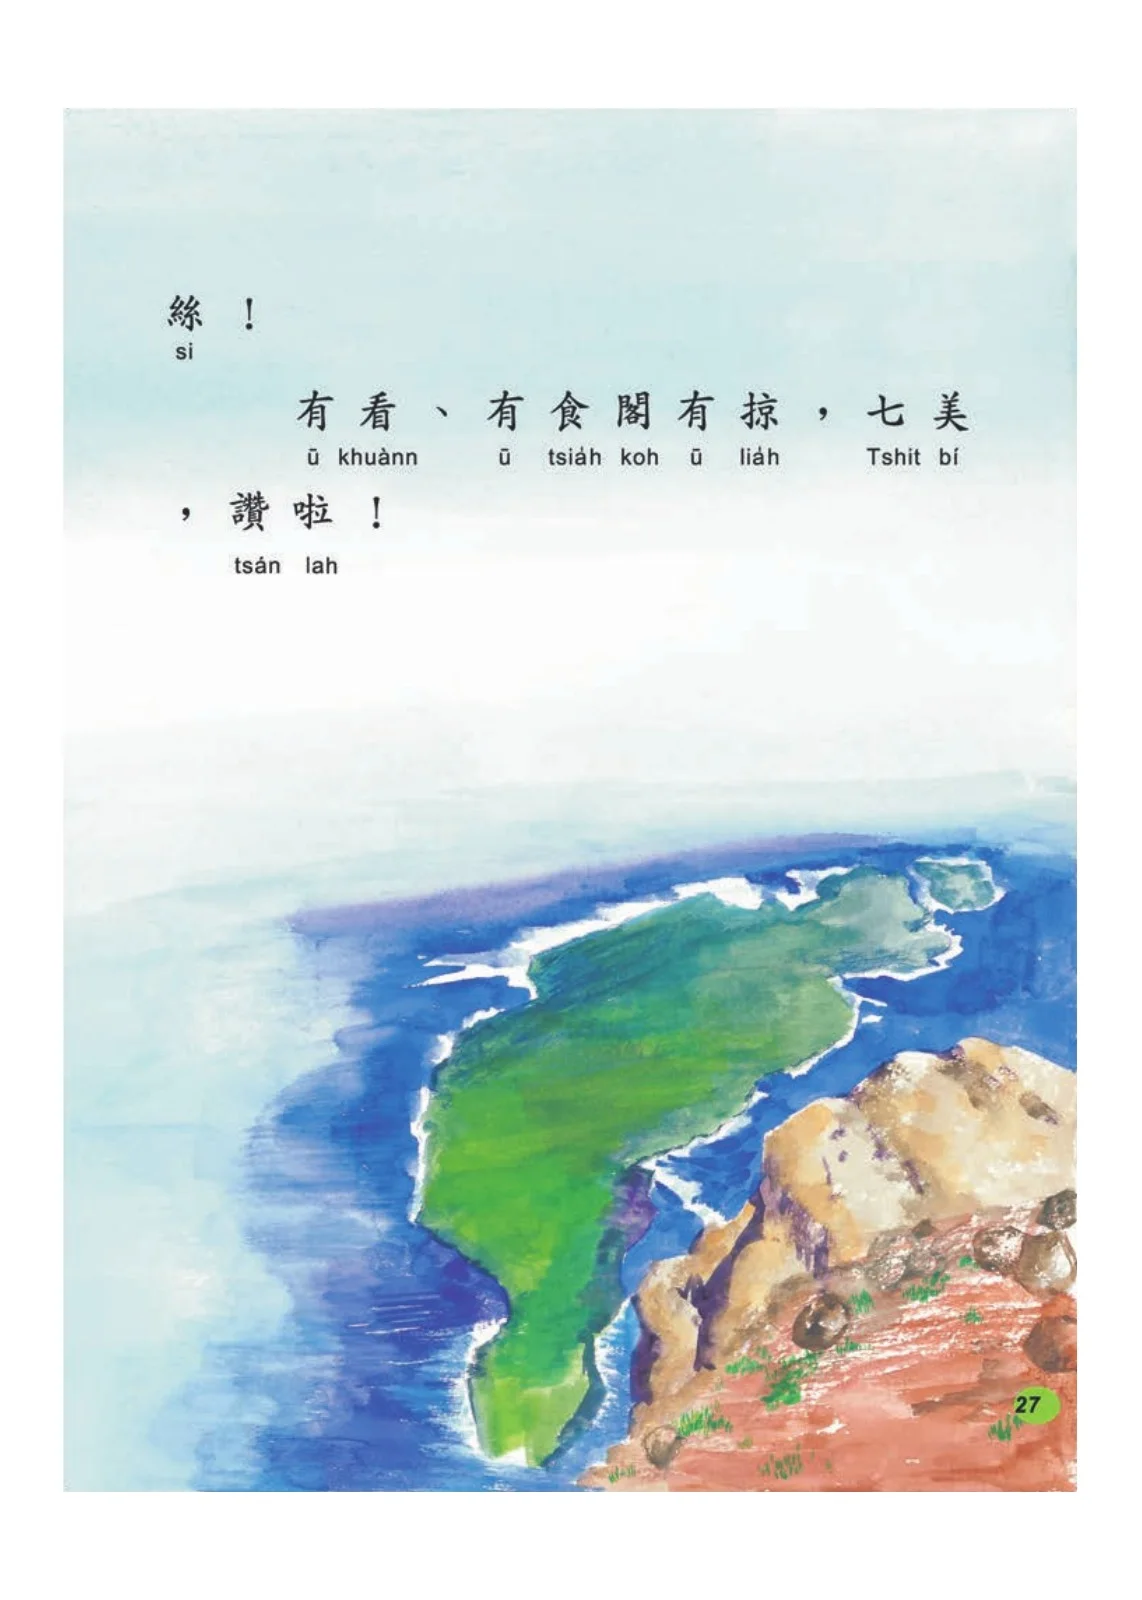 絲！
si
有看、有食閣有掠，七美
ū khuànn ū tsia̍h koh ū lia̍h Tshit bí
，讚啦！
tsán lah
27